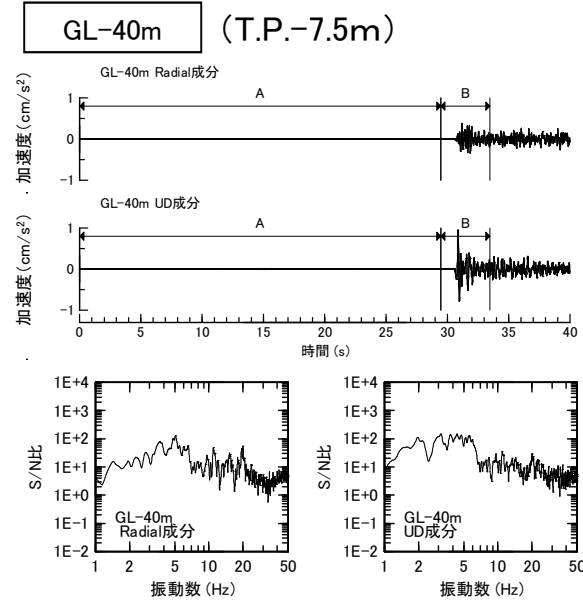 GL-40m (T.P.-7.5m)
GL-40m Radial成分
加速度(cm/s²)
1
0
-1
A B
GL-40m UD成分
加速度(cm/s²)
1
0
-1
A B
0 5 10 15 20 25 30 35 40
時間(s)
S/N比
1E+4
1E+3
1E+2
1E+1
1E+0
1E-1
1E-2
GL-40m
Radial成分
1 2 5 10 20 50
振動数(Hz)
S/N比
1E+4
1E+3
1E+2
1E+1
1E+0
1E-1
1E-2
GL-40m
UD成分
1 2 5 10 20 50
振動数(Hz)